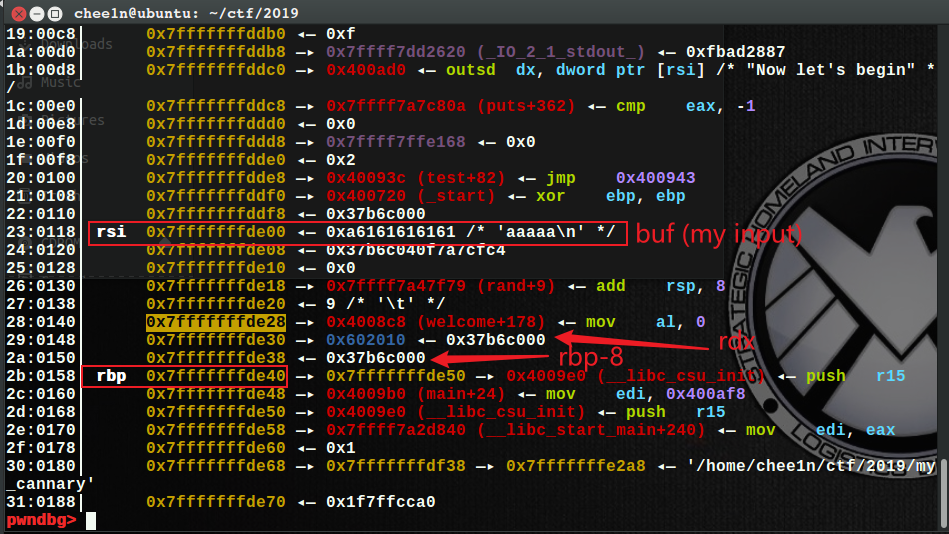 chee1n@ubuntu: ~/ctf/2019
19:00c8│ 0x7fffffffddb0 ◂— 0xf
1a:00d0│ 0x7fffffffddb8 —▸ 0x7ffff7dd2620 (_IO_2_1_stdout_) ◂— 0xfbad2887
1b:00d8│ 0x7fffffffddc0 —▸ 0x400ad0 ◂— outsd dx, dword ptr [rsi] /* "Now let's begin" *
/
1c:00e0│ 0x7fffffffddc8 —▸ 0x7ffff7a7c80a (puts+362) ◂— cmp eax, -1
1d:00e8│ 0x7fffffffddd0 ◂— 0x0
1e:00f0│ 0x7fffffffddd8 —▸ 0x7ffff7ffe168 ◂— 0x0
1f:00f8│ 0x7fffffffdde0 ◂— 0x2
20:0100│ 0x7fffffffdde8 —▸ 0x40093c (test+82) ◂— jmp 0x400943
21:0108│ 0x7fffffffddf0 —▸ 0x400720 (_start) ◂— xor ebp, ebp
22:0110│ 0x7fffffffddf8 ◂— 0x37b6c000
23:0118│ rsi 0x7fffffffde00 ◂— 0xa6161616161 /* 'aaaaa\n' */ buf (my input)
24:0120│ 0x7fffffffde08 ◂— 0x37b6c040f7a7cfc4
25:0128│ 0x7fffffffde10 ◂— 0x0
26:0130│ 0x7fffffffde18 —▸ 0x7ffff7a47f79 (rand+9) ◂— add rsp, 8
27:0138│ 0x7fffffffde20 ◂— 9 /* '\t' */
28:0140│ 0x7fffffffde28 —▸ 0x4008c8 (welcome+178) ◂— mov al, 0
29:0148│ 0x7fffffffde30 —▸ 0x602010 ◂— 0x37b6c000 rdx
2a:0150│ 0x7fffffffde38 ◂— 0x37b6c000 rbp-8
2b:0158│ rbp 0x7fffffffde40 —▸ 0x7fffffffde50 —▸ 0x4009e0 (__libc_csu_init) ◂— push r15
2c:0160│ 0x7fffffffde48 —▸ 0x4009b0 (main+24) ◂— mov edi, 0x400af8
2d:0168│ 0x7fffffffde50 —▸ 0x4009e0 (__libc_csu_init) ◂— push r15
2e:0170│ 0x7fffffffde58 —▸ 0x7ffff7a2d840 (__libc_start_main+240) ◂— mov edi, eax
2f:0178│ 0x7fffffffde60 ◂— 0x1
30:0180│ 0x7fffffffde68 —▸ 0x7fffffffdf38 —▸ 0x7fffffffe2a8 ◂— '/home/chee1n/ctf/2019/my
_cannary'
31:0188│ 0x7fffffffde70 ◂— 0x1f7ffcca0
pwndbg>